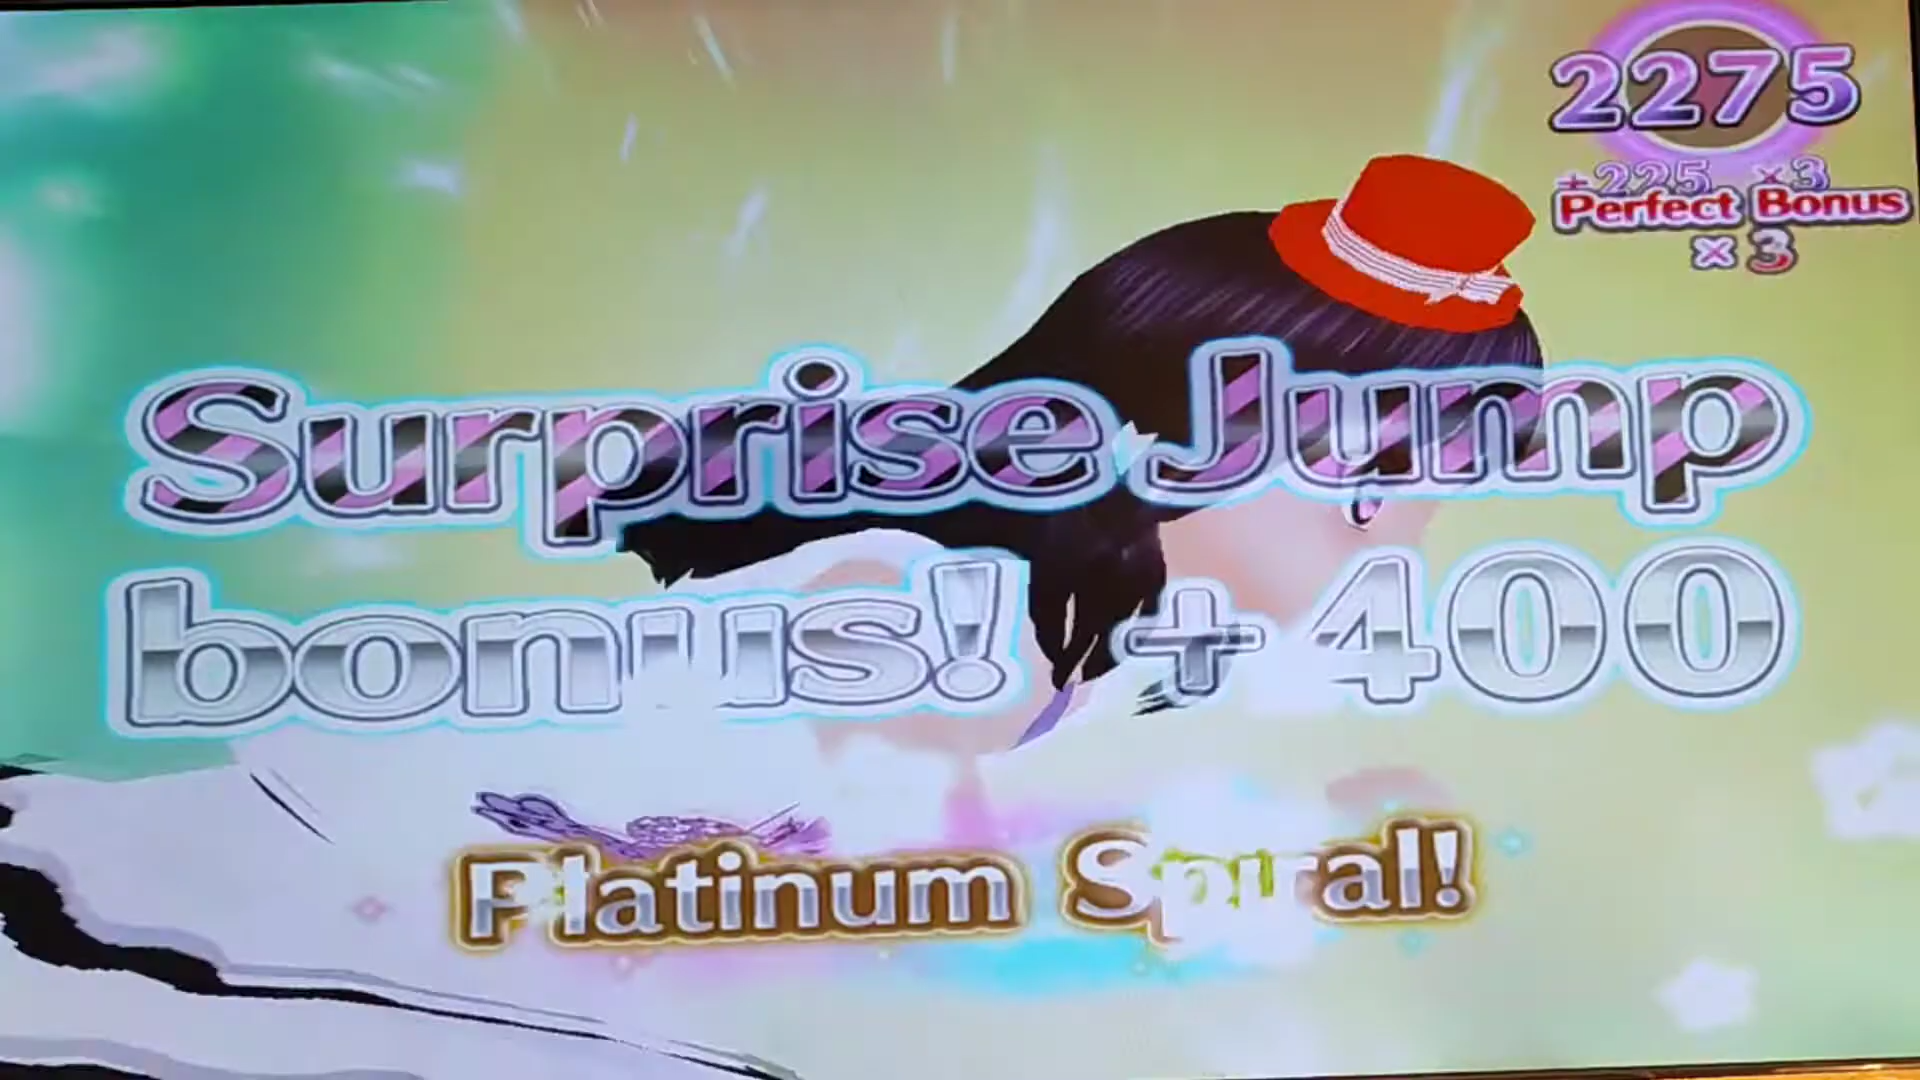 2275
+225 ×3
Perfect Bonus
×3
Surprise Jump
bonus! +400
Platinum Spiral!